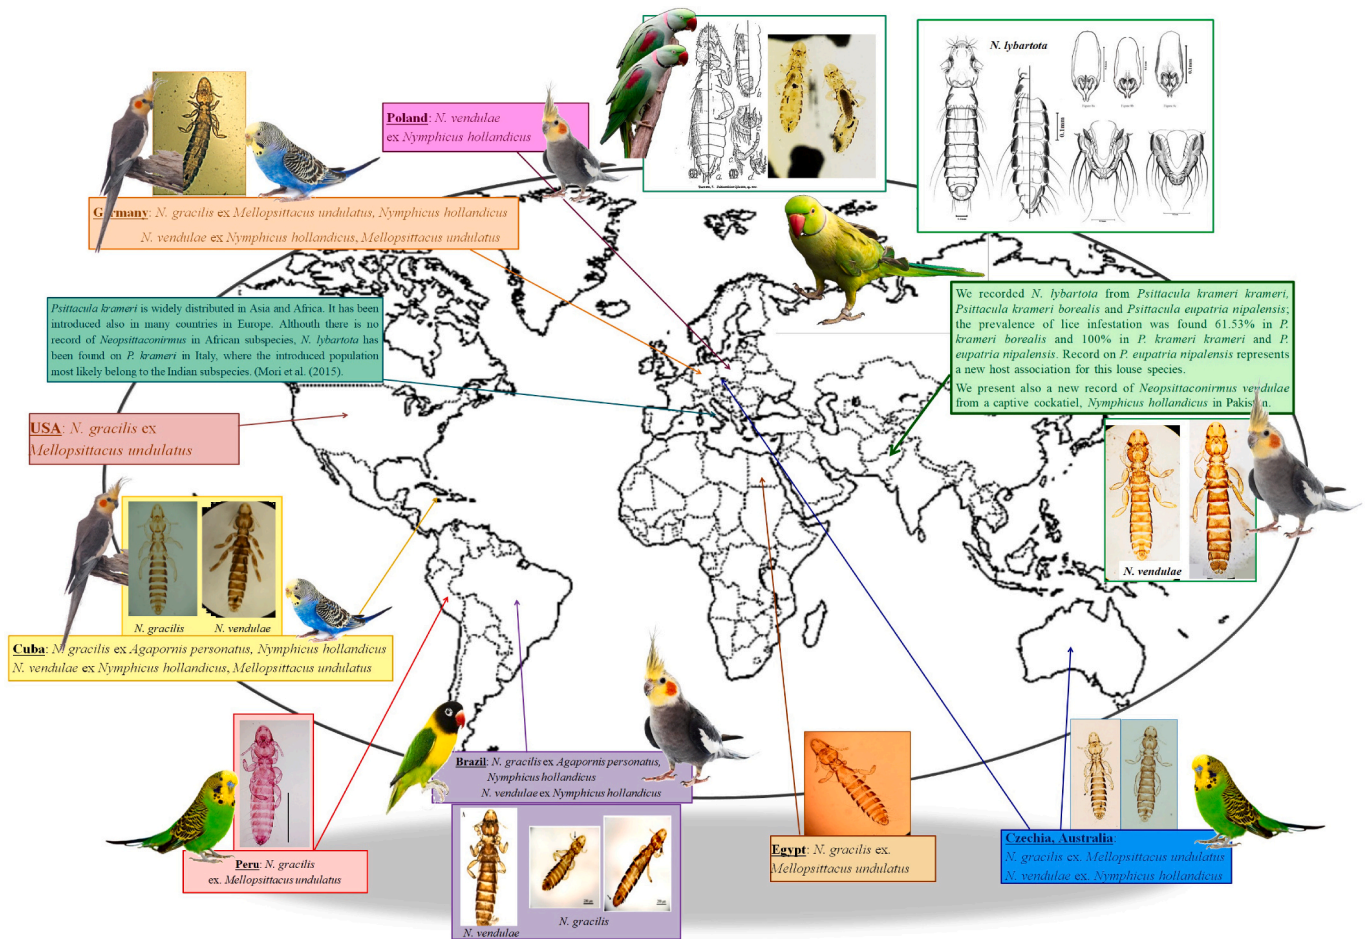 N. lybartota
0.1mm
0.1mm
Poland: N. vendulae
ex Nymphicus hollandicus
Germany: N. gracilis ex Mellopsittacus undulatus, Nymphicus hollandicus
N. vendulae ex Nymphicus hollandicus, Mellopsittacus undulatus
Psittacula krameri is widely distributed in Asia and Africa. It has been
introduced also in many countries in Europe. Although there is no
record of Neopsittaconirmus in African subspecies, N. lybartota has
been found on P. krameri in Italy, where the introduced population
most likely belong to the Indian subspecies. (Mori et al. (2015).
We recorded N. lybartota from Psittacula krameri krameri,
Psittacula krameri borealis and Psittacula eupatria nipalensis;
the prevalence of lice infestation was found 61.53% in P.
krameri borealis and 100% in P. krameri krameri and P.
eupatria nipalensis. Record on P. eupatria nipalensis represents
a new host association for this louse species.
We present also a new record of Neopsittaconirmus vendulae
from a captive cockatiel, Nymphicus hollandicus in Pakistan.
N. vendulae
USA: N. gracilis ex
Mellopsittacus undulatus
N. gracilis
N. vendulae
Cuba: N. gracilis ex Agapornis personatus, Nymphicus hollandicus
N. vendulae ex Nymphicus hollandicus, Mellopsittacus undulatus
Peru: N. gracilis
ex. Mellopsittacus undulatus
Brazil: N. gracilis ex Agapornis personatus,
Nymphicus hollandicus
N. vendulae ex Nymphicus hollandicus
N. vendulae
N. gracilis
Egypt: N. gracilis ex.
Mellopsittacus undulatus
Czechia, Australia:
N. gracilis ex. Mellopsittacus undulatus
N. vendulae ex. Nymphicus hollandicus